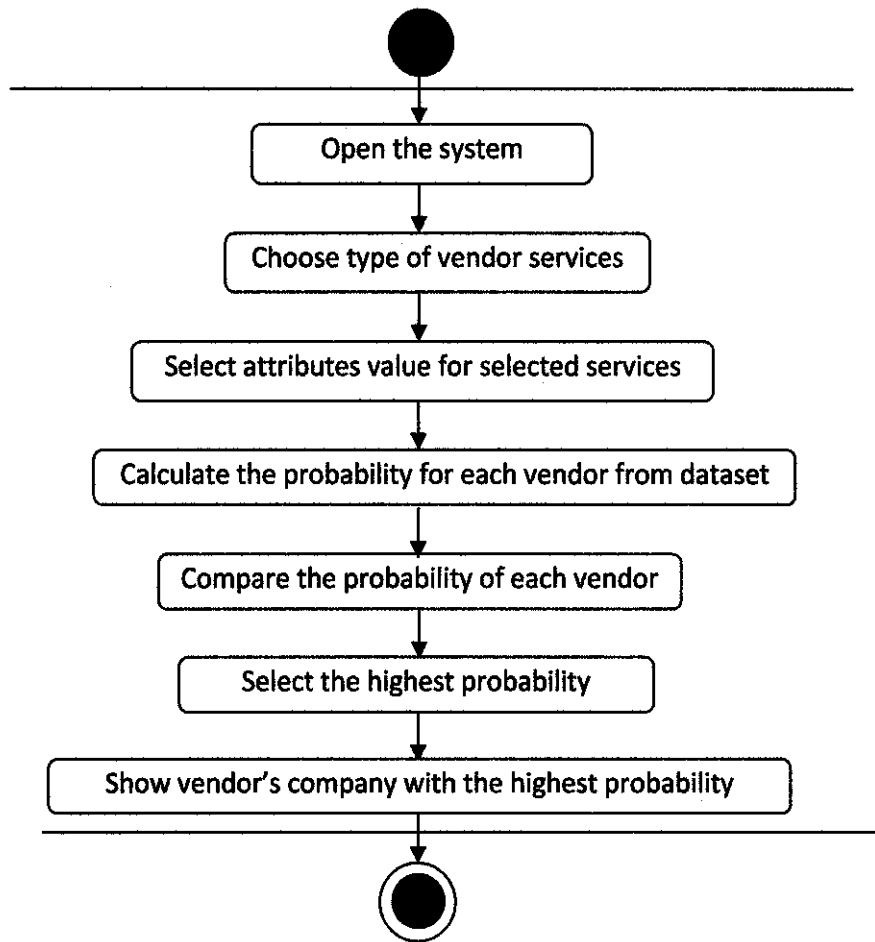 Open the system
Choose type of vendor services
Select attributes value for selected services
Calculate the probability for each vendor from dataset
Compare the probability of each vendor
Select the highest probability
Show vendor's company with the highest probability